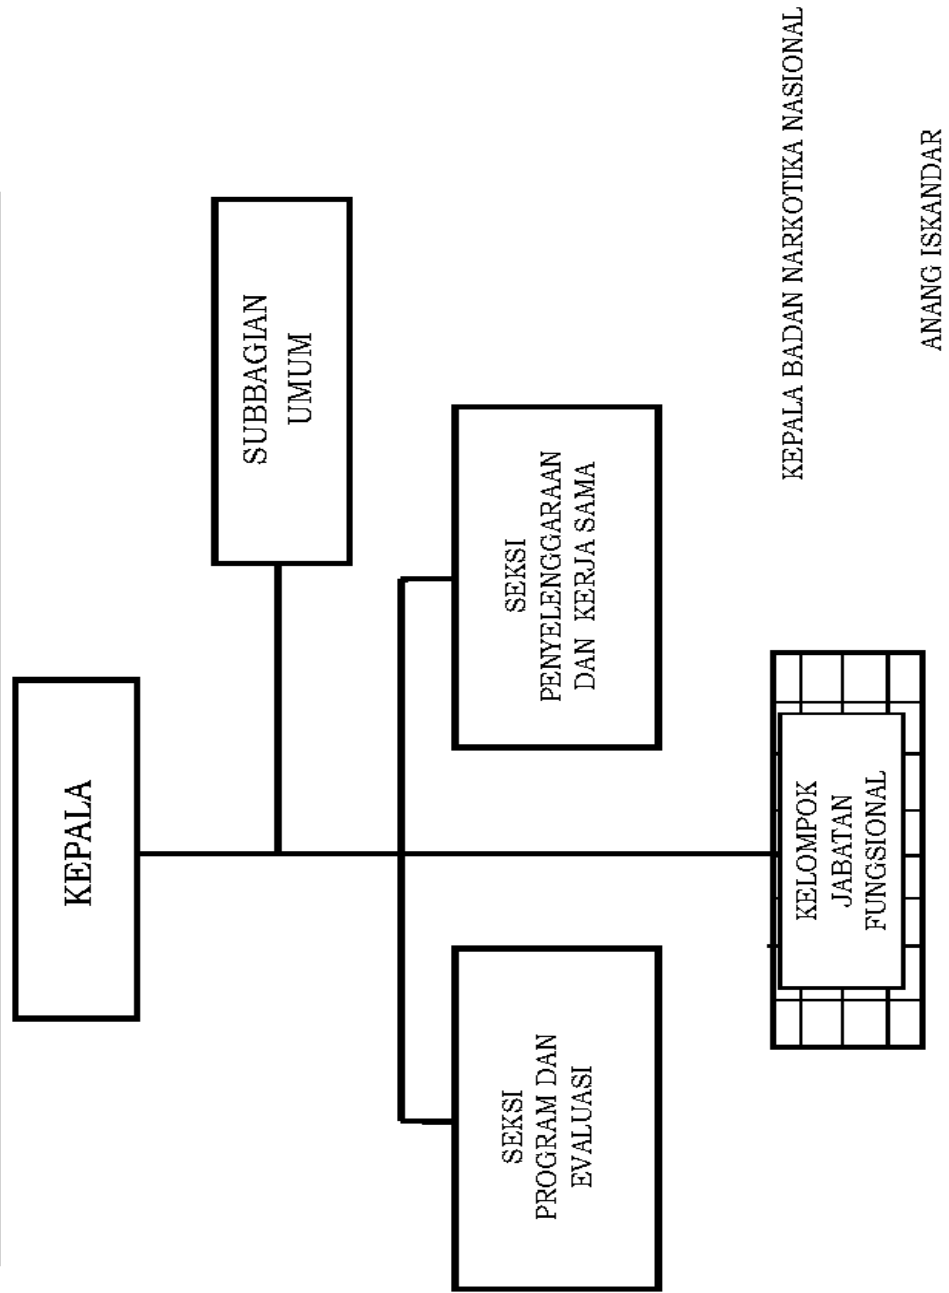 KEPALA
SUBBAGIAN
UMUM
SEKSI
PROGRAM DAN
EVALUASI
SEKSI
PENYELENGGARAAN
DAN KERJA SAMA
KELOMPOK
JABATAN
FUNGSIONAL
KEPALA BADAN NARKOTIKA NASIONAL
ANANG ISKANDAR